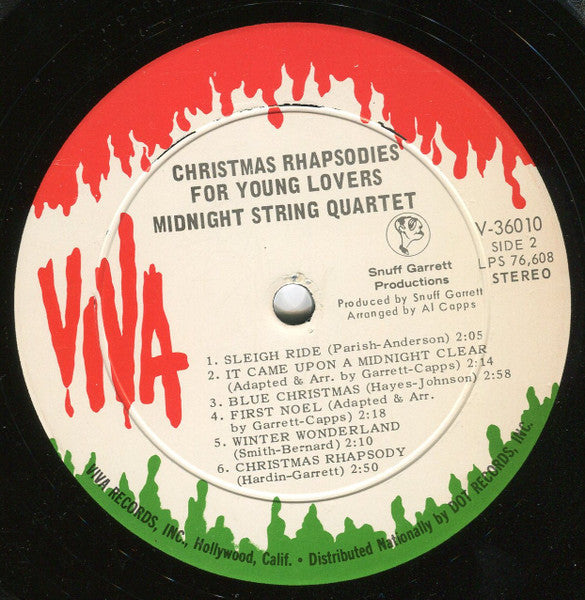 CHRISTMAS RHAPSODIES
FOR YOUNG LOVERS
MIDNIGHT STRING QUARTET
VIVA
V-36010
SIDE 2
LPS 76,608
STEREO
Snuff Garrett
Productions
Produced by Snuff Garrett
Arranged by Al Capps
1. SLEIGH RIDE (Parish-Anderson) 2:05
2. IT CAME UPON A MIDNIGHT CLEAR
(Adapted & Arr. by Garrett-Capps) 2:14
3. BLUE CHRISTMAS (Hayes-Johnson) 2:58
4. FIRST NOEL (Adapted & Arr.
by Garrett-Capps) 2:18
5. WINTER WONDERLAND
(Smith-Bernard) 2:10
6. CHRISTMAS RHAPSODY
(Hardin-Garrett) 2:50
VIVA RECORDS, INC., Hollywood, Calif. • Distributed Nationally by DOT RECORDS, INC.